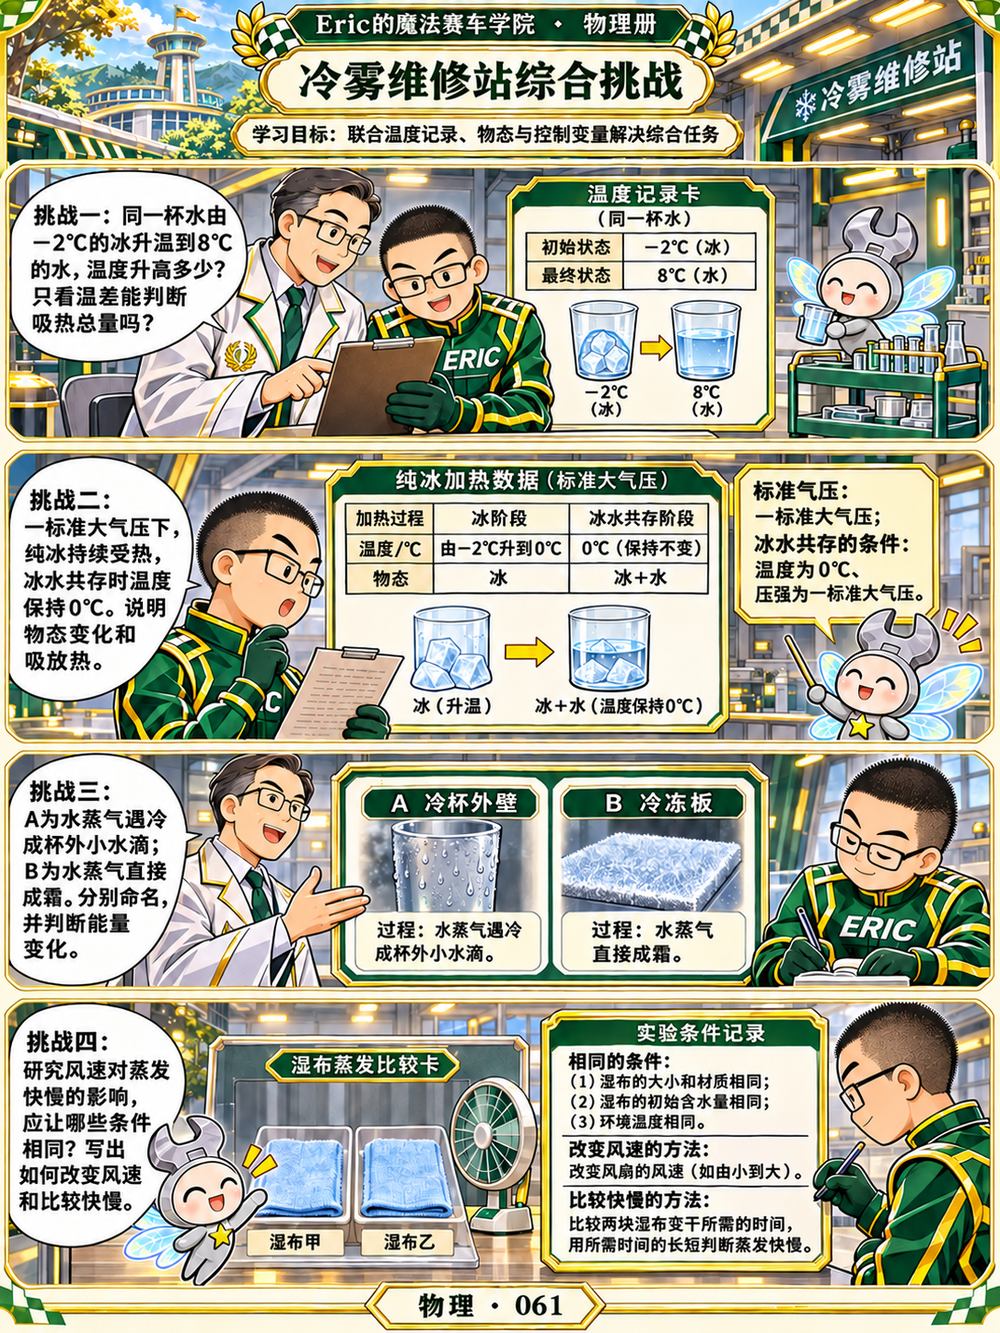 Eric的魔法赛车学院 · 物理册
冷雾维修站综合挑战
学习目标：联合温度记录、物态与控制变量解决综合任务
冷雾维修站
挑战一：同一杯水由
－2℃的冰升温到8℃
的水，温度升高多少？
只看温差能判断
吸热总量吗？
ERIC
温度记录卡
（同一杯水）
初始状态 －2℃（冰）
最终状态 8℃（水）
－2℃ 8℃
（冰） （水）
挑战二：
一标准大气压下，
纯冰持续受热，
冰水共存时温度
保持0℃。说明
物态变化和
吸放热。
C
纯冰加热数据（标准大气压）
加热过程 冰阶段 冰水共存阶段
温度/℃ 由－2℃升到0℃ 0℃（保持不变）
物态 冰 冰＋水
冰（升温） 冰＋水（温度保持0℃）
标准气压：
一标准大气压；
冰水共存的条件：
温度为0℃、
压强为一标准大气压。
挑战三：
A为水蒸气遇冷
成杯外小水滴；
B为水蒸气直接
成霜。分别命名，
并判断能量
变化。
A 冷杯外壁
过程：水蒸气遇冷
成杯外小水滴。
B 冷冻板
过程：水蒸气
直接成霜。
ERIC
挑战四：
研究风速对蒸发
快慢的影响，
应让哪些条件
相同？写出
如何改变风速
和比较快慢。
湿布蒸发比较卡
湿布甲 湿布乙
实验条件记录
相同的条件：
（1）湿布的大小和材质相同；
（2）湿布的初始含水量相同；
（3）环境温度相同。
改变风速的方法：
改变风扇的风速（如由小到大）。
比较快慢的方法：
比较两块湿布变干所需的时间，
用所需时间的长短判断蒸发快慢。
物理 · 061